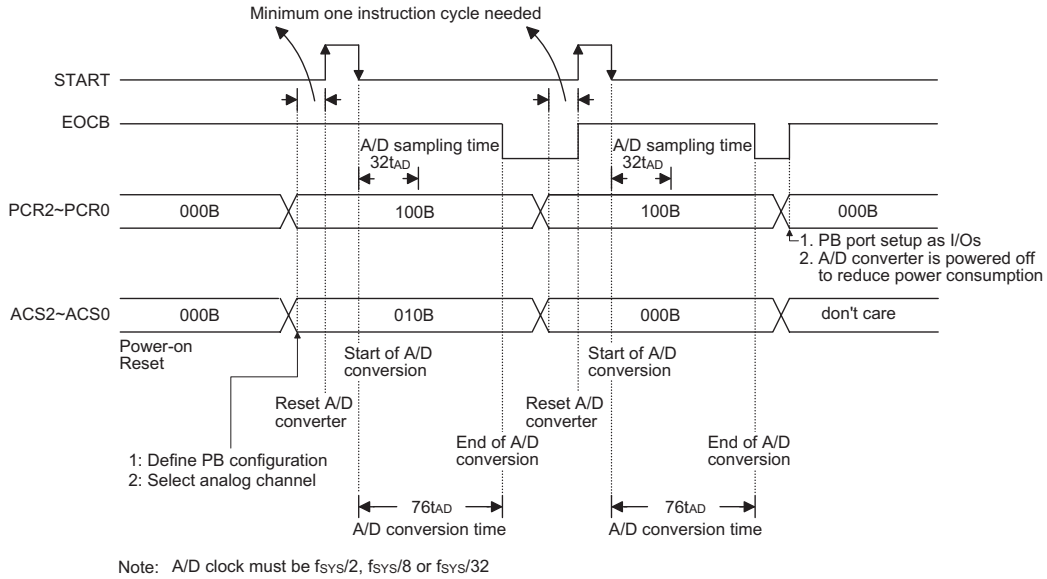 Minimum one instruction cycle needed
START
EOCB
A/D sampling time
32tAD
A/D sampling time
32tAD
PCR2~PCR0
000B
100B
100B
000B
1. PB port setup as I/Os
2. A/D converter is powered off
to reduce power consumption
ACS2~ACS0
000B
010B
000B
don't care
Power-on
Reset
Start of A/D
conversion
Start of A/D
conversion
Reset A/D
converter
Reset A/D
converter
1: Define PB configuration
2: Select analog channel
End of A/D
conversion
End of A/D
conversion
76tAD
A/D conversion time
76tAD
A/D conversion time
Note: A/D clock must be fSYS/2, fSYS/8 or fSYS/32